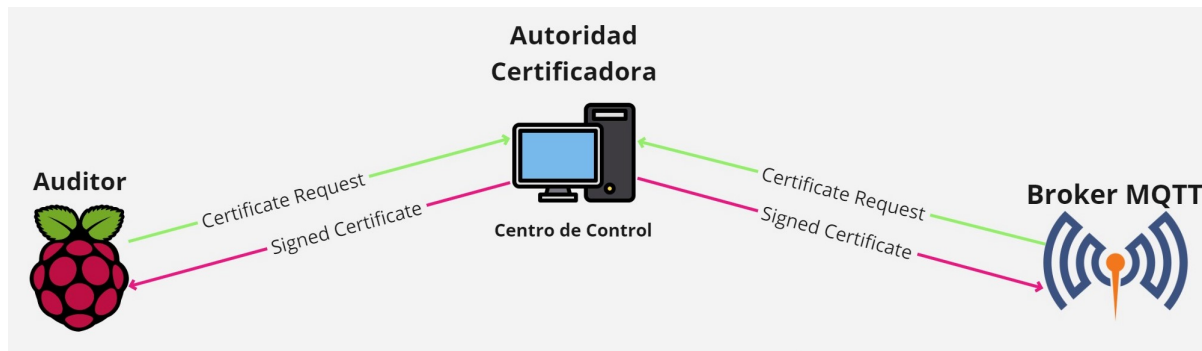 Autoridad
Certificadora
Auditor
Certificate Request
Signed Certificate
Centro de Control
Certificate Request
Signed Certificate
Broker MQTT